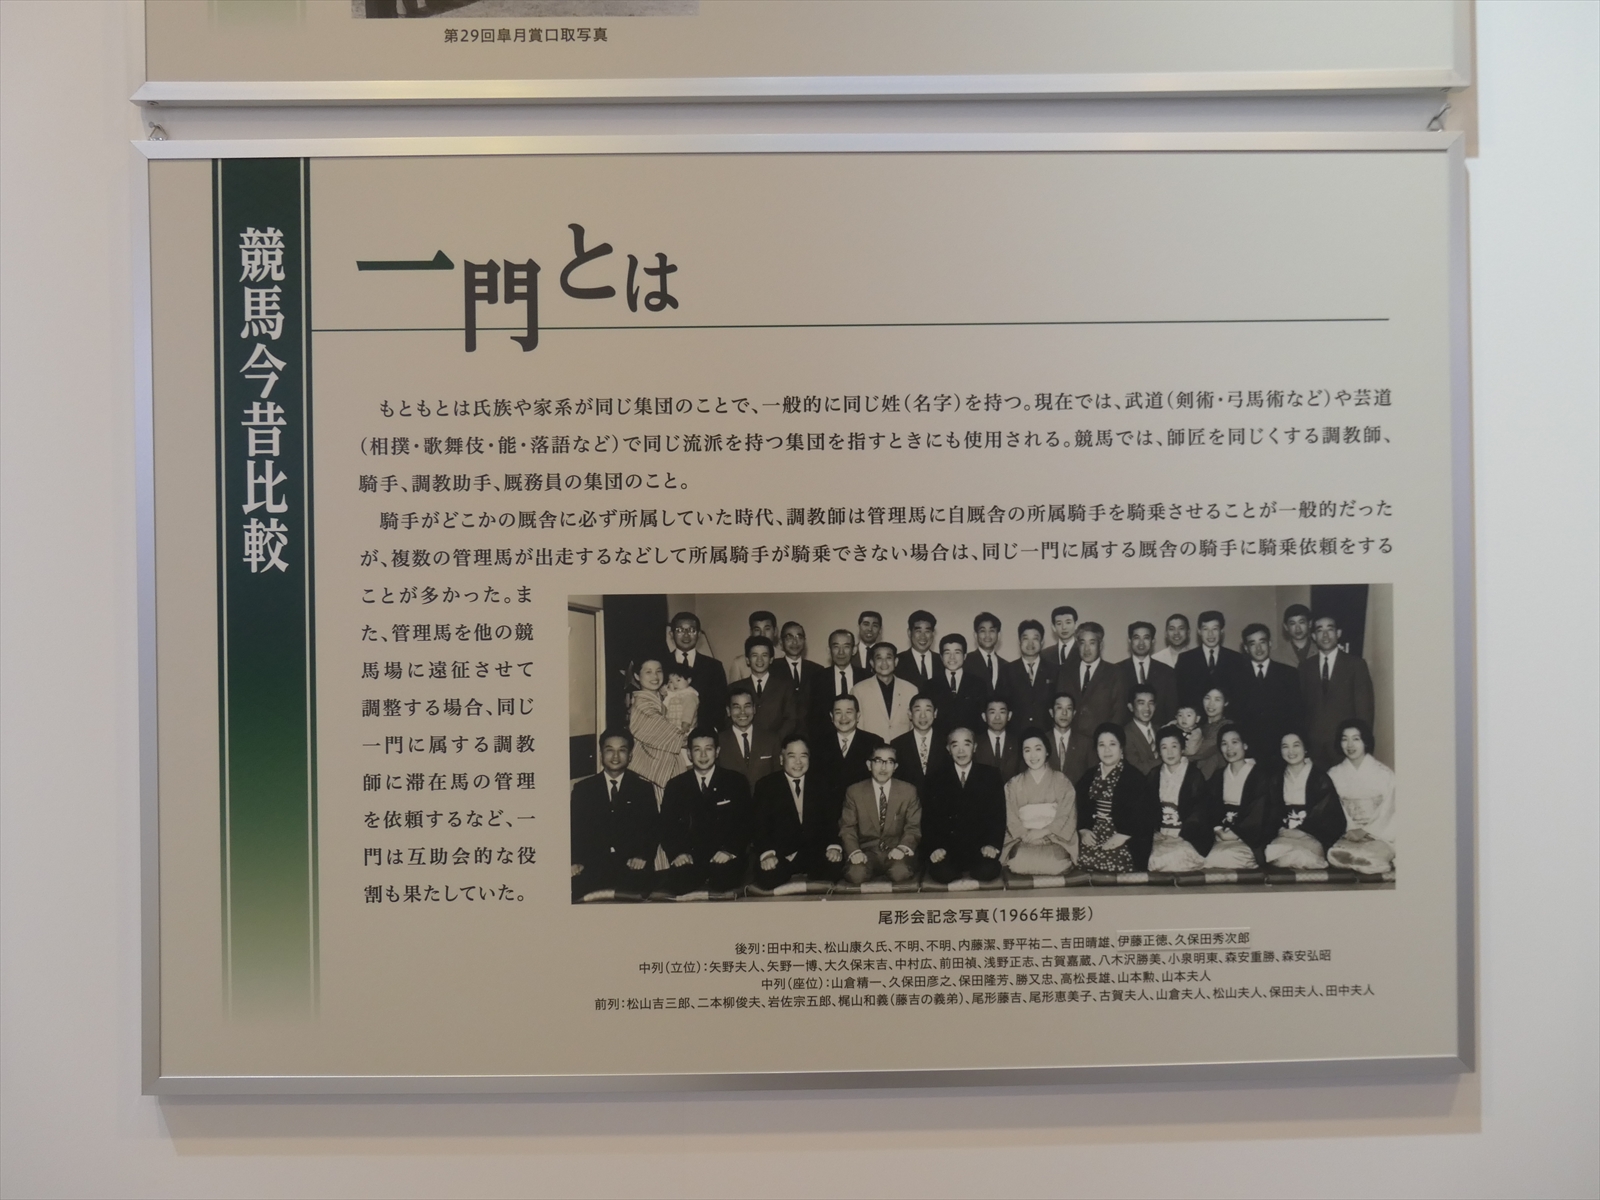 第29回皐月賞口取写真
競馬今昔比較
一門とは
もともとは氏族や家系が同じ集団のことで、一般的に同じ姓(名字)を持つ。現在では、武道(剣術・弓馬術など)や芸道
(相撲・歌舞伎・能・落語など)で同じ流派を持つ集団を指すときにも使用される。競馬では、師匠を同じくする調教師、
騎手、調教助手、厩務員の集団のこと。
騎手がどこかの厩舎に必ず所属していた時代、調教師は管理馬に自厩舎の所属騎手を騎乗させることが一般的だった
が、複数の管理馬が出走するなどして所属騎手が騎乗できない場合は、同じ一門に属する厩舎の騎手に騎乗依頼をする
ことが多かった。ま
た、管理馬を他の競
馬場に遠征させて
調整する場合、同じ
一門に属する調教
師に滞在馬の管理
を依頼するなど、一
門は互助会的な役
割も果たしていた。
尾形会記念写真(1966年撮影)
後列:田中和夫、松山康久氏、不明、不明、内藤潔、野平祐二、吉田晴雄、伊藤正徳、久保田秀次郎
中列(立位):矢野夫人、矢野一博、大久保末吉、中村広、前田禎、浅野正志、古賀嘉蔵、八木沢勝美、小泉明東、森安重勝、森安弘昭
中列(座位):山倉精一、久保田彦之、保田隆芳、勝又忠、高松長雄、山本勲、山本夫人
前列:松山吉三郎、二本柳俊夫、岩佐宗五郎、梶山和義(藤吉の義弟)、尾形藤吉、尾形恵美子、古賀夫人、山倉夫人、松山夫人、保田夫人、田中夫人